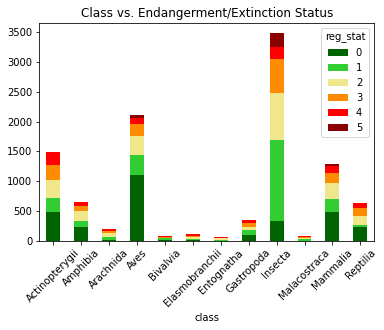 Class vs. Endangerment/Extinction Status
3500
3000
2500
2000
1500
1000
500
0
reg_stat
0
1
2
3
4
5
Actinopterygii
Amphibia
Arachnida
Aves
Bivalvia
Elasmobranchii
Entognatha
Gastropoda
Insecta
Malacostraca
Mammalia
Reptilia
class